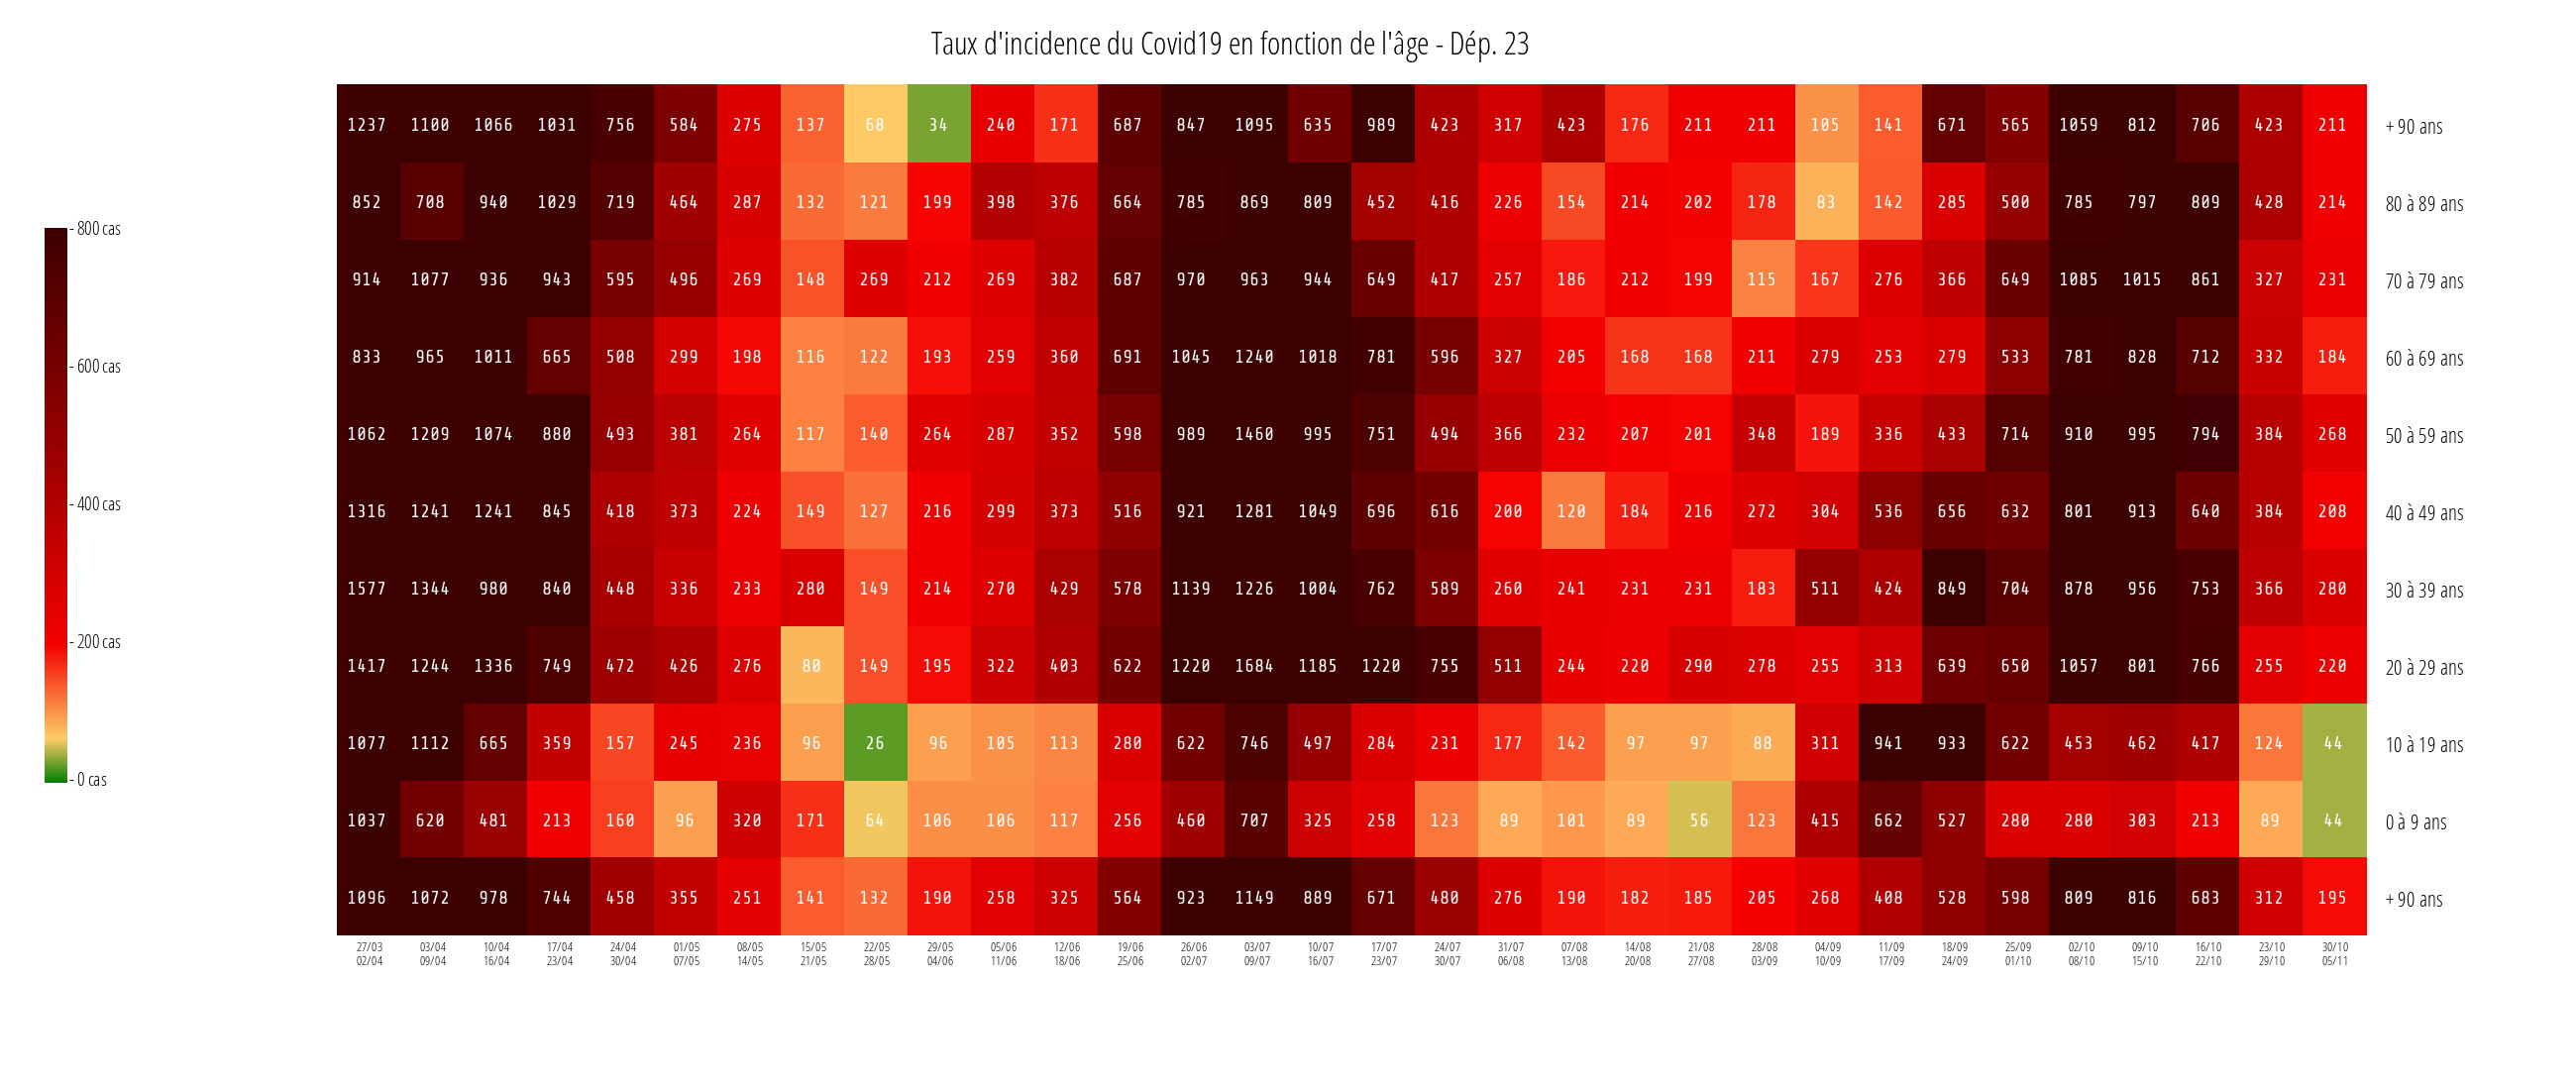 Taux d'incidence du Covid19 en fonction de l'âge - Dép. 23
1237 1100 1066 1031 756 584 275 137 68 34 240 171 687 847 1095 635 989 423 317 423 176 211 211 105 141 671 565 1059 812 706 423 211 + 90 ans
852 708 940 1029 719 464 287 132 121 199 398 376 664 785 869 809 452 416 226 154 214 202 178 83 142 285 500 785 797 809 428 214 80 à 89 ans
- 800 cas
914 1077 936 943 595 496 269 148 269 212 269 382 687 970 963 944 649 417 257 186 212 199 115 167 276 366 649 1085 1015 861 327 231 70 à 79 ans
833 965 1011 665 508 299 198 116 122 193 259 360 691 1045 1240 1018 781 596 327 205 168 168 211 279 253 279 533 781 828 712 332 184 60 à 69 ans
- 600 cas
1062 1209 1074 880 493 381 264 117 140 264 287 352 598 989 1460 995 751 494 366 232 207 201 348 189 336 433 714 910 995 794 384 268 50 à 59 ans
- 400 cas
1316 1241 1241 845 418 373 224 149 127 216 299 373 516 921 1281 1049 696 616 200 120 184 216 272 304 536 656 632 801 913 640 384 208 40 à 49 ans
1577 1344 980 840 448 336 233 280 149 214 270 429 578 1139 1226 1004 762 589 260 241 231 231 183 511 424 849 704 878 956 753 366 280 30 à 39 ans
- 200 cas
1417 1244 1336 749 472 426 276 80 149 195 322 403 622 1220 1684 1185 1220 755 511 244 220 290 278 255 313 639 650 1057 801 766 255 220 20 à 29 ans
1077 1112 665 359 157 245 236 96 26 96 105 113 280 622 746 497 284 231 177 142 97 97 88 311 941 933 622 453 462 417 124 44 10 à 19 ans
- 0 cas
1037 620 481 213 160 96 320 171 64 106 106 117 256 460 707 325 258 123 89 101 89 56 123 415 662 527 280 280 303 213 89 44 0 à 9 ans
1096 1072 978 744 458 355 251 141 132 190 258 325 564 923 1149 889 671 480 276 190 182 185 205 268 408 528 598 809 816 683 312 195 + 90 ans
27/03 03/04 10/04 17/04 24/04 01/05 08/05 15/05 22/05 29/05 05/06 12/06 19/06 26/06 03/07 10/07 17/07 24/07 31/07 07/08 14/08 21/08 28/08 04/09 11/09 18/09 25/09 02/10 09/10 16/10 23/10 30/10
02/04 09/04 16/04 23/04 30/04 07/05 14/05 21/05 28/05 04/06 11/06 18/06 25/06 02/07 09/07 16/07 23/07 30/07 06/08 13/08 20/08 27/08 03/09 10/09 17/09 24/09 01/10 08/10 15/10 22/10 29/10 05/11